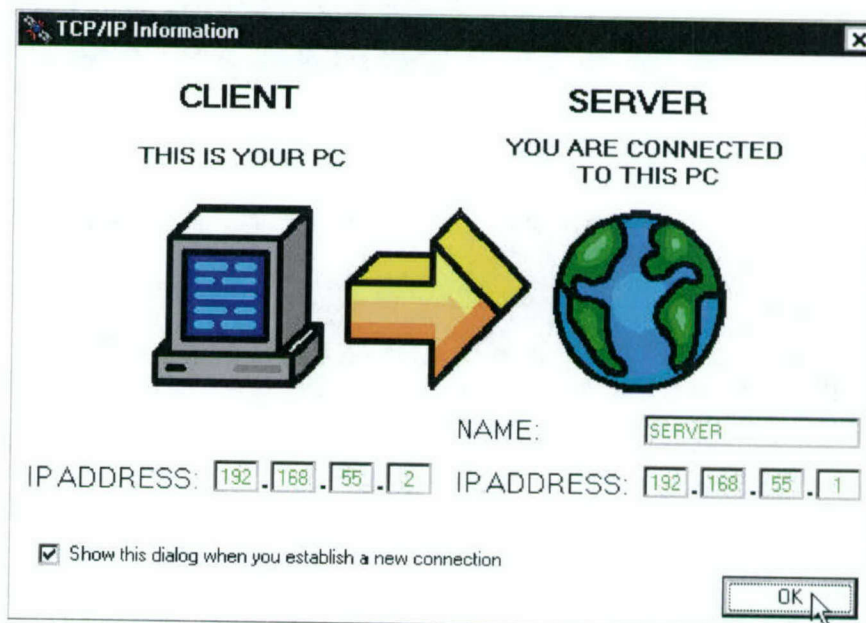 TCP/IP Information
CLIENT
THIS IS YOUR PC
SERVER
YOU ARE CONNECTED
TO THIS PC
NAME: SERVER
IP ADDRESS: 192.168.55.2
IP ADDRESS: 192.168.55.1
Show this dialog when you establish a new connection
OK